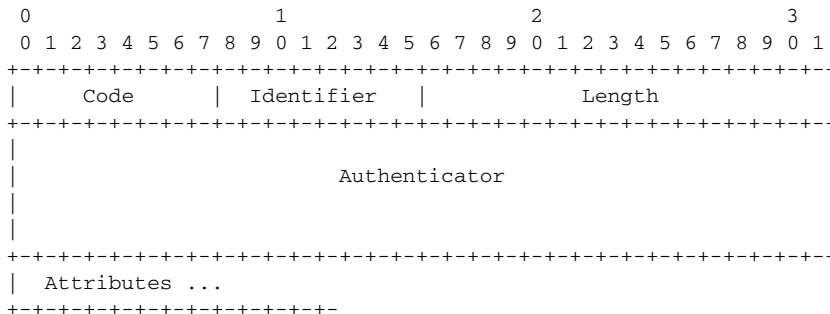 0                   1                   2                   3
 0 1 2 3 4 5 6 7 8 9 0 1 2 3 4 5 6 7 8 9 0 1 2 3 4 5 6 7 8 9 0 1
+-+-+-+-+-+-+-+-+-+-+-+-+-+-+-+-+-+-+-+-+-+-+-+-+-+-+-+-+-+-+-+--
|     Code      |  Identifier   |            Length
+-+-+-+-+-+-+-+-+-+-+-+-+-+-+-+-+-+-+-+-+-+-+-+-+-+-+-+-+-+-+-+--
|
|                         Authenticator
|
|
+-+-+-+-+-+-+-+-+-+-+-+-+-+-+-+-+-+-+-+-+-+-+-+-+-+-+-+-+-+-+-+--
|  Attributes ...
+-+-+-+-+-+-+-+-+-+-+-+-+-